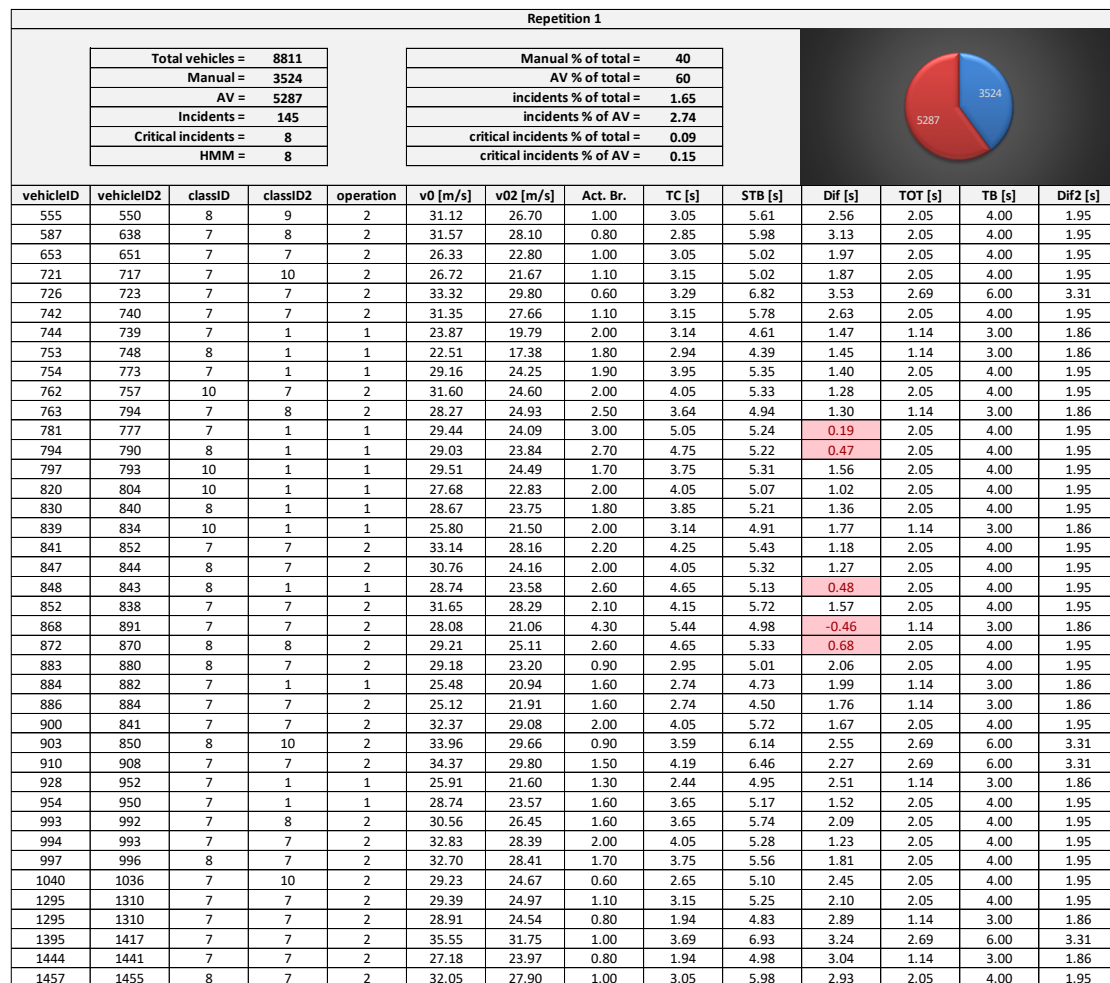 Repetition 1
Total vehicles = 8811 Manual % of total = 40
Manual = 3524 AV % of total = 60
AV = 5287 incidents % of total = 1.65
Incidents = 145 incidents % of AV = 2.74
Critical incidents = 8 critical incidents % of total = 0.09
HMM = 8 critical incidents % of AV = 0.15
3524
5287
vehicleID vehicleID2 classID classID2 operation v0 [m/s] v02 [m/s] Act. Br. TC [s] STB [s] Dif [s] TOT [s] TB [s] Dif2 [s]
555 550 8 9 2 31.12 26.70 1.00 3.05 5.61 2.56 2.05 4.00 1.95
587 638 7 8 2 31.57 28.10 0.80 2.85 5.98 3.13 2.05 4.00 1.95
653 651 7 7 2 26.33 22.80 1.00 3.05 5.02 1.97 2.05 4.00 1.95
721 717 7 10 2 26.72 21.67 1.10 3.15 5.02 1.87 2.05 4.00 1.95
726 723 7 7 2 33.32 29.80 0.60 3.29 6.82 3.53 2.69 6.00 3.31
742 740 7 7 2 31.35 27.66 1.10 3.15 5.78 2.63 2.05 4.00 1.95
744 739 7 1 1 23.87 19.79 2.00 3.14 4.61 1.47 1.14 3.00 1.86
753 748 8 1 1 22.51 17.38 1.80 2.94 4.39 1.45 1.14 3.00 1.86
754 773 7 1 1 29.16 24.25 1.90 3.95 5.35 1.40 2.05 4.00 1.95
762 757 10 7 2 31.60 24.60 2.00 4.05 5.33 1.28 2.05 4.00 1.95
763 794 7 8 2 28.27 24.93 2.50 3.64 4.94 1.30 1.14 3.00 1.86
781 777 7 1 1 29.44 24.09 3.00 5.05 5.24 0.19 2.05 4.00 1.95
794 790 8 1 1 29.03 23.84 2.70 4.75 5.22 0.47 2.05 4.00 1.95
797 793 10 1 1 29.51 24.49 1.70 3.75 5.31 1.56 2.05 4.00 1.95
820 804 10 1 1 27.68 22.83 2.00 4.05 5.07 1.02 2.05 4.00 1.95
830 840 8 1 1 28.67 23.75 1.80 3.85 5.21 1.36 2.05 4.00 1.95
839 834 10 1 1 25.80 21.50 2.00 3.14 4.91 1.77 1.14 3.00 1.86
841 852 7 7 2 33.14 28.16 2.20 4.25 5.43 1.18 2.05 4.00 1.95
847 844 8 7 2 30.76 24.16 2.00 4.05 5.32 1.27 2.05 4.00 1.95
848 843 8 1 1 28.74 23.58 2.60 4.65 5.13 0.48 2.05 4.00 1.95
852 838 7 7 2 31.65 28.29 2.10 4.15 5.72 1.57 2.05 4.00 1.95
868 891 7 7 2 28.08 21.06 4.30 5.44 4.98 -0.46 1.14 3.00 1.86
872 870 8 8 2 29.21 25.11 2.60 4.65 5.33 0.68 2.05 4.00 1.95
883 880 8 7 2 29.18 23.20 0.90 2.95 5.01 2.06 2.05 4.00 1.95
884 882 7 1 1 25.48 20.94 1.60 2.74 4.73 1.99 1.14 3.00 1.86
886 884 7 7 2 25.12 21.91 1.60 2.74 4.50 1.76 1.14 3.00 1.86
900 841 7 7 2 32.37 29.08 2.00 4.05 5.72 1.67 2.05 4.00 1.95
903 850 8 10 2 33.96 29.66 0.90 3.59 6.14 2.55 2.69 6.00 3.31
910 908 7 7 2 34.37 29.80 1.50 4.19 6.46 2.27 2.69 6.00 3.31
928 952 7 1 1 25.91 21.60 1.30 2.44 4.95 2.51 1.14 3.00 1.86
954 950 7 1 1 28.74 23.57 1.60 3.65 5.17 1.52 2.05 4.00 1.95
993 992 7 8 2 30.56 26.45 1.60 3.65 5.74 2.09 2.05 4.00 1.95
994 993 7 7 2 32.83 28.39 2.00 4.05 5.28 1.23 2.05 4.00 1.95
997 996 8 7 2 32.70 28.41 1.70 3.75 5.56 1.81 2.05 4.00 1.95
1040 1036 7 10 2 29.23 24.67 0.60 2.65 5.10 2.45 2.05 4.00 1.95
1295 1310 7 7 2 29.39 24.97 1.10 3.15 5.25 2.10 2.05 4.00 1.95
1295 1310 7 7 2 28.91 24.54 0.80 1.94 4.83 2.89 1.14 3.00 1.86
1395 1417 7 7 2 35.55 31.75 1.00 3.69 6.93 3.24 2.69 6.00 3.31
1444 1441 7 7 2 27.18 23.97 0.80 1.94 4.98 3.04 1.14 3.00 1.86
1457 1455 8 7 2 32.05 27.90 1.00 3.05 5.98 2.93 2.05 4.00 1.95